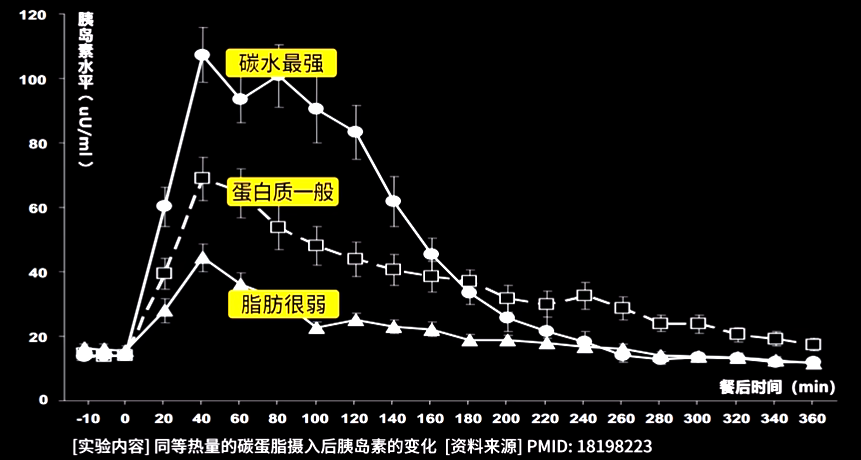 胰岛素水平（uU/ml）
120
100
80
60
40
20
0
碳水最强
蛋白质一般
脂肪很弱
餐后时间（min）
-10 0 20 40 60 80 100 120 140 160 180 200 220 240 260 280 300 320 340 360
[实验内容] 同等热量的碳蛋脂摄入后胰岛素的变化 [资料来源] PMID: 18198223